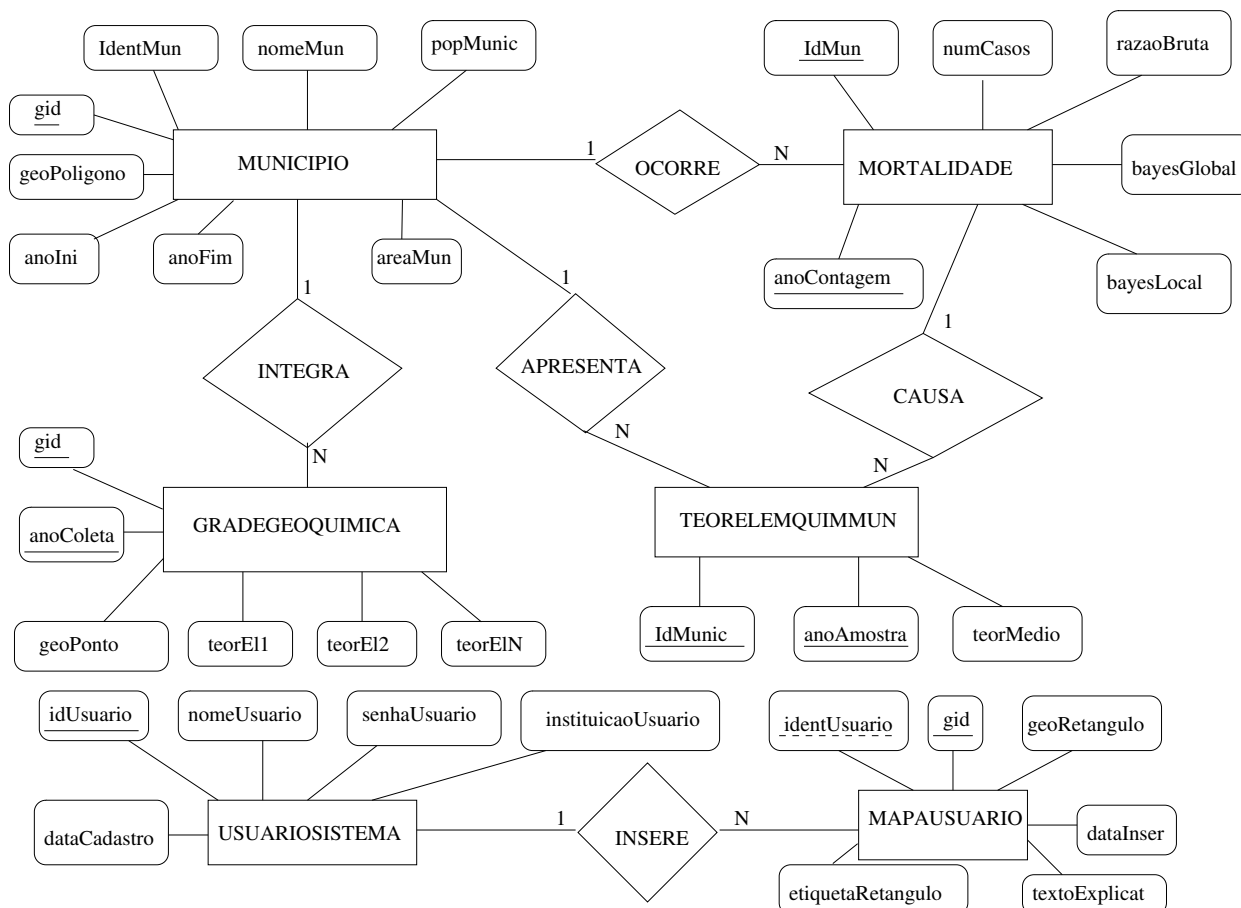 IdentMun
nomeMun
popMunic
IdMun
numCasos
razaoBruta
gid
MUNICIPIO
1
OCORRE
N
MORTALIDADE
geoPoligono
bayesGlobal
anoIni
anoFim
areaMun
anoContagem
bayesLocal
1
1
1
INTEGRA
APRESENTA
CAUSA
gid
N
N
N
anoColeta
GRADEGEOQUIMICA
TEORELEMQUIMMUN
geoPonto
teorEl1
teorEl2
teorElN
IdMunic
anoAmostra
teorMedio
idUsuario
nomeUsuario
senhaUsuario
instituicaoUsuario
identUsuario
gid
geoRetangulo
dataCadastro
USUARIOSISTEMA
1
INSERE
N
MAPAUSUARIO
dataInser
etiquetaRetangulo
textoExplicat